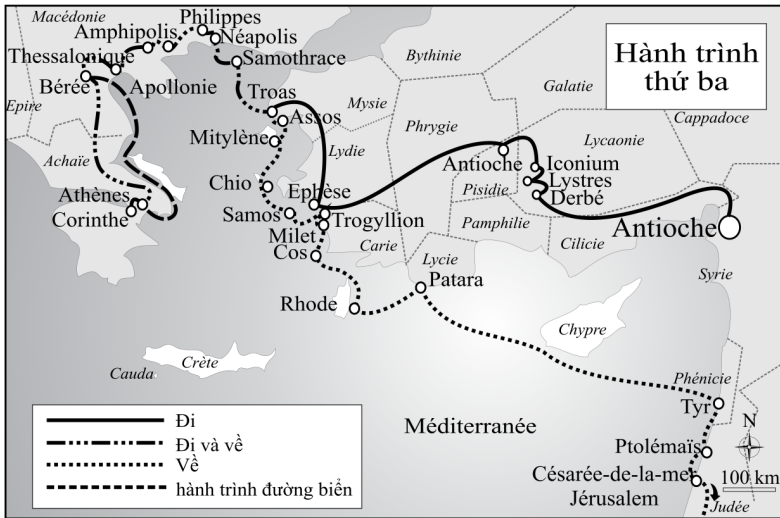 Hành trình
thứ ba
Macédoine
Philippes
Amphipolis
Néapolis
Thessalonique
Samothrace
Bérée
Apollonie
Epire
Troas
Assos
Mysie
Bythinie
Galatie
Cappadoce
Phrygie
Lycaonie
Mitylène
Lydie
Achaïe
Antioche
Iconium
Lystres
Derbé
Pisidie
Chio
Ephèse
Athènes
Corinthe
Samos
Trogyllion
Pamphilie
Antioche
Milet
Carie
Cilicie
Cos
Lycie
Syrie
Patara
Rhode
Chypre
Crète
Cauda
Phénicie
Tyr
Méditerranée
N
Ptolémaïs
Césarée-de-la-mer
100 km
Jérusalem
Judée
Đi
Đị và về
Về
hành trình đường biển